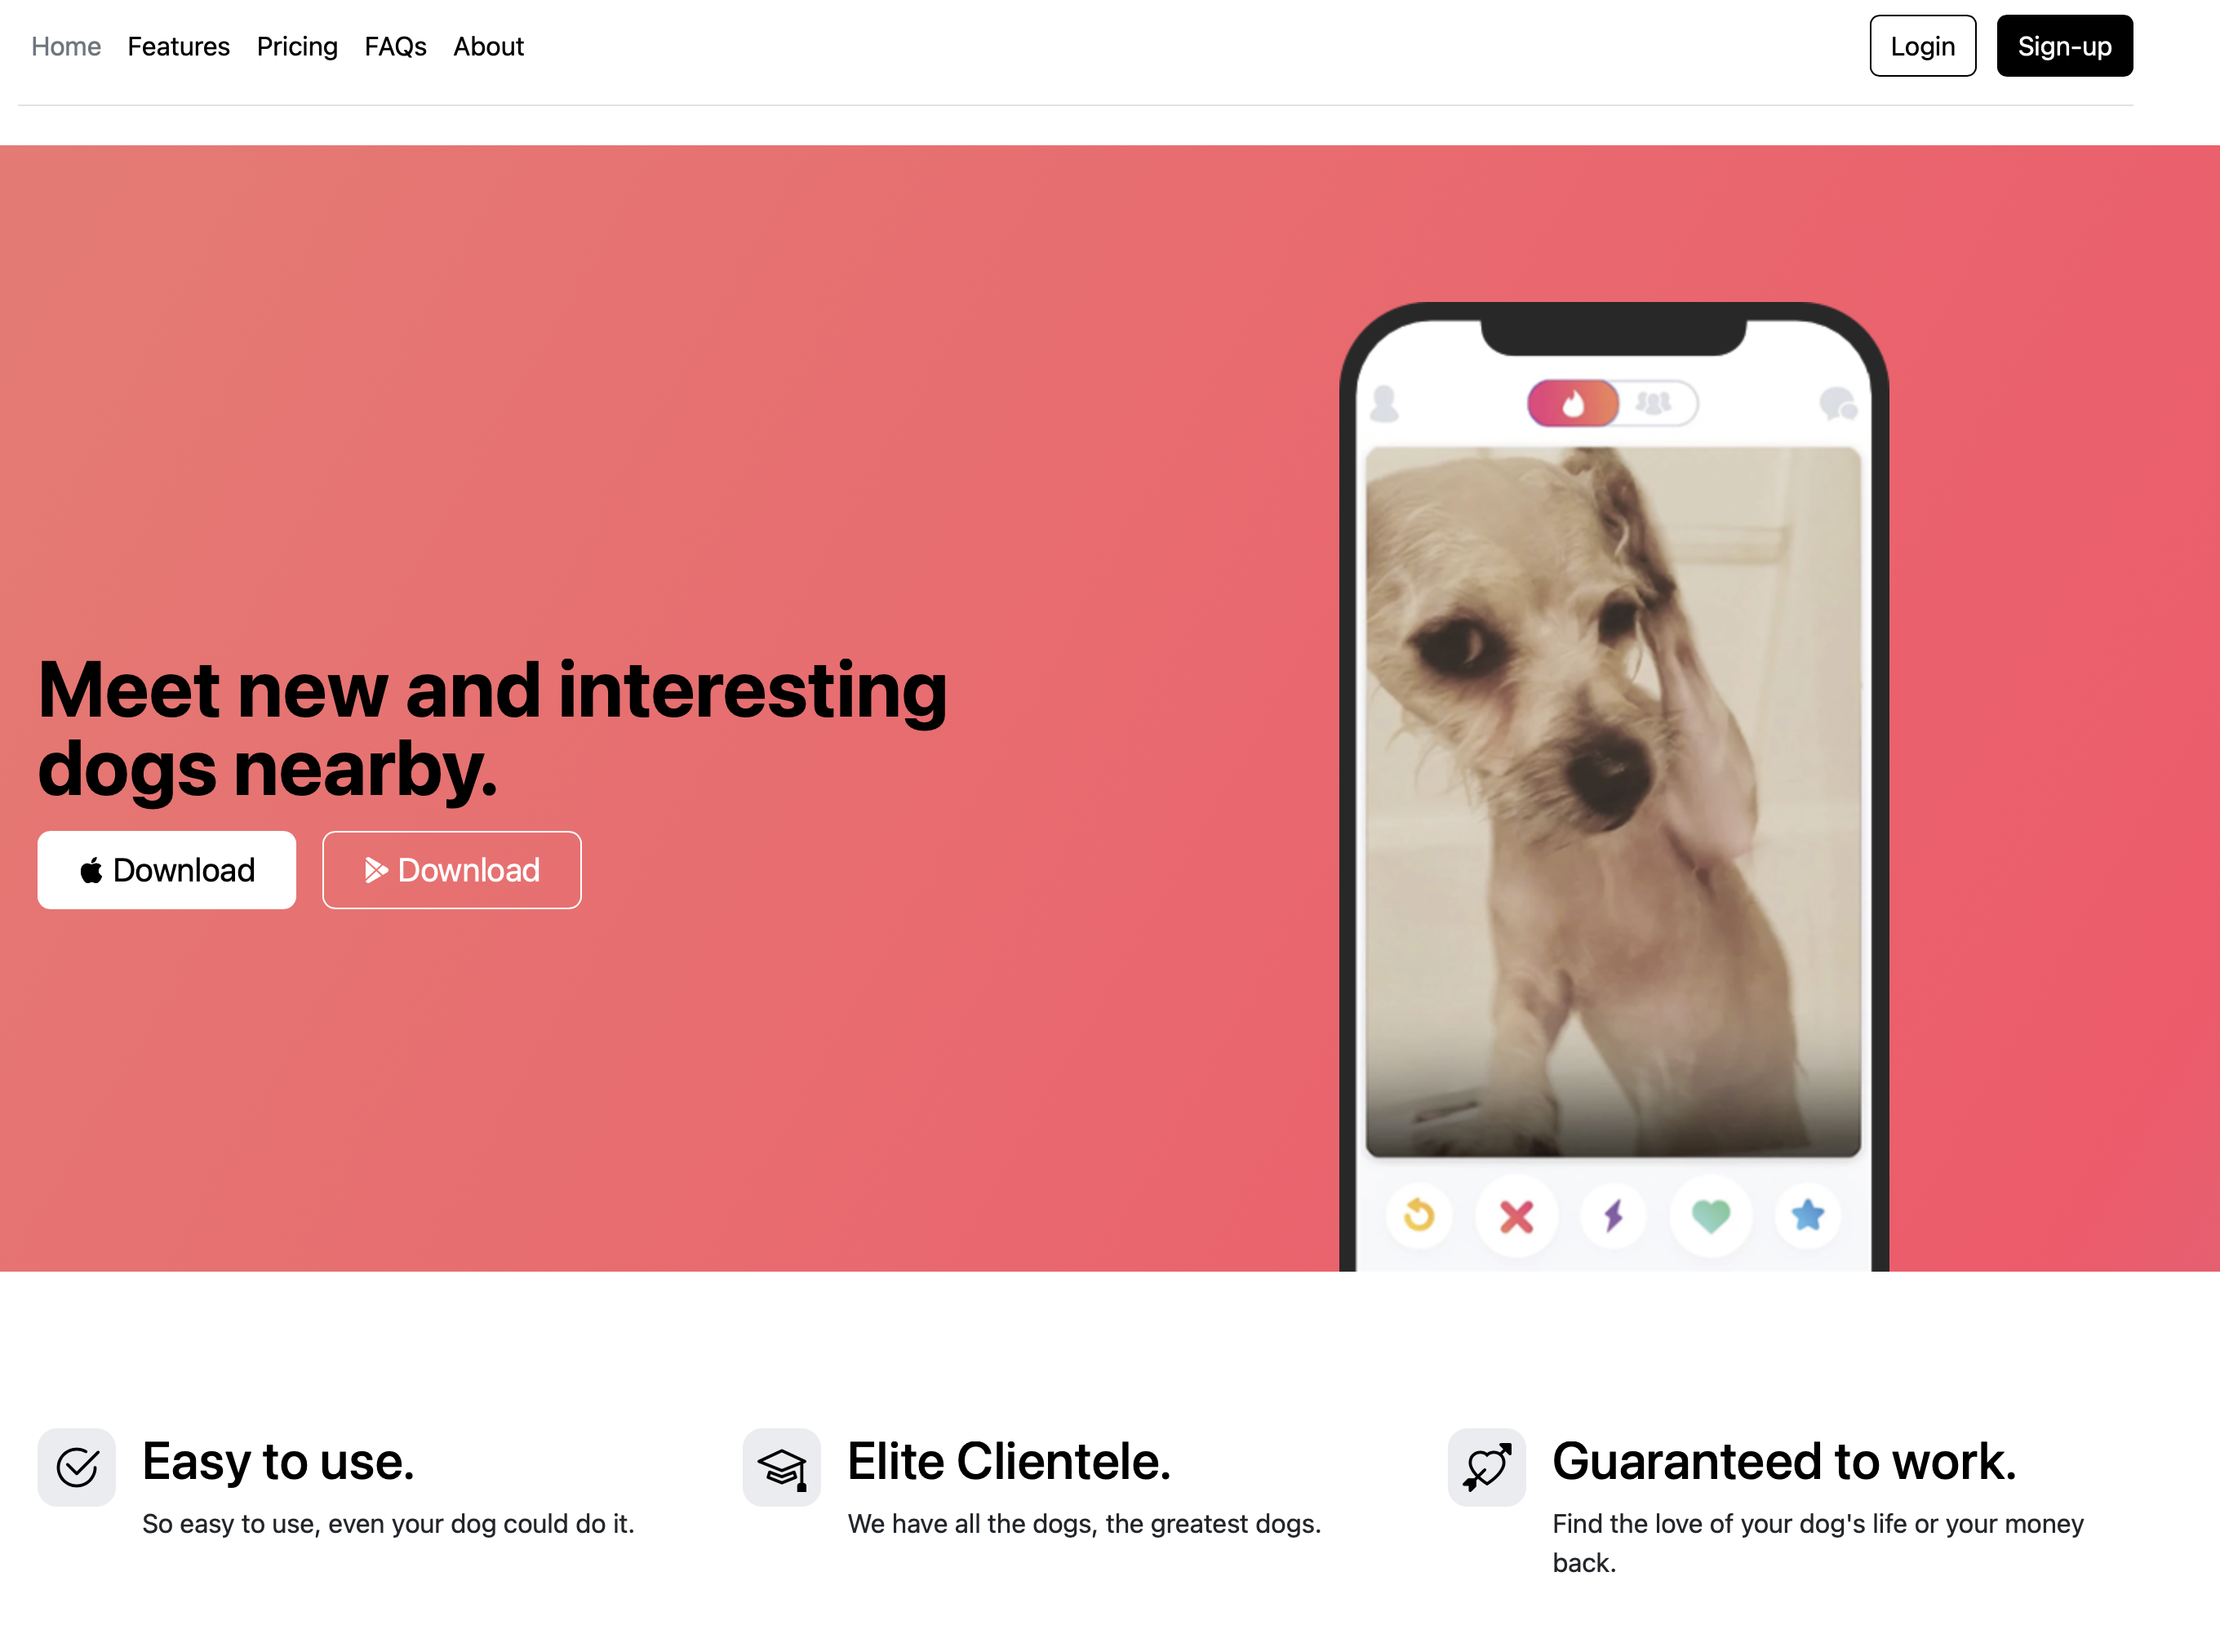 Home Features Pricing FAQs About Login Sign-up
Meet new and interesting
dogs nearby.
Download Download
Easy to use.
So easy to use, even your dog could do it.
Elite Clientele.
We have all the dogs, the greatest dogs.
Guaranteed to work.
Find the love of your dog's life or your money
back.